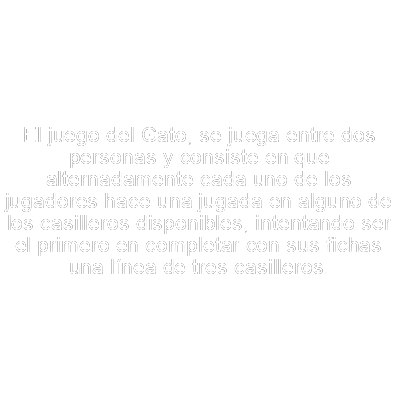 El juego del Gato, se juega entre dos
personas y consiste en que
alternadamente cada uno de los
jugadores hace una jugada en alguno de
los casilleros disponibles, intentando ser
el primero en completar con sus fichas
una línea de tres casilleros